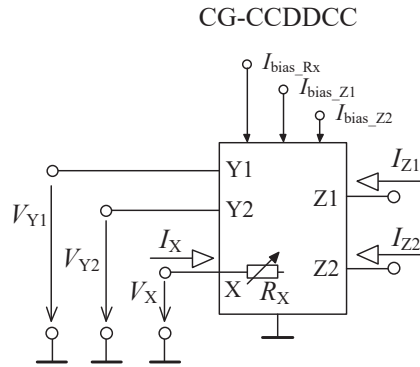 CG-CCDDCC
I_bias_Rx
I_bias_Z1
I_bias_Z2
Y1
I_Z1
V_Y1
Y2
Z1
V_Y2
I_X
I_Z2
Z2
V_X
X
R_X